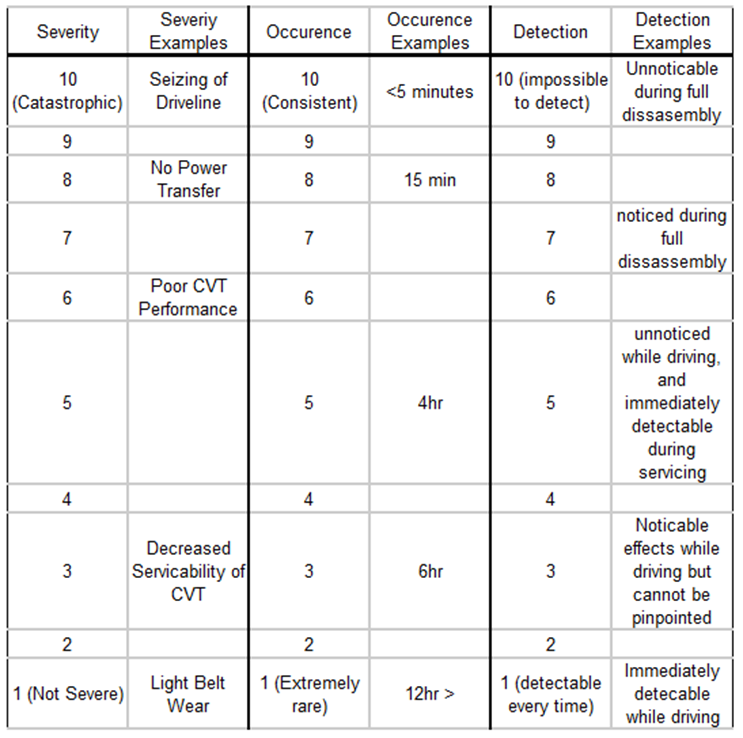 Severity
Severiy
Examples
Occurence
Occurence
Examples
Detection
Detection
Examples
10
(Catastrophic)
Seizing of
Driveline
10
(Consistent)
<5 minutes
10 (impossible
to detect)
Unnoticable
during full
dissasembly
9
9
9
8
No Power
Transfer
8
15 min
8
7
7
7
noticed during
full
dissassembly
6
Poor CVT
Performance
6
6
5
5
4hr
5
unnoticed
while driving,
and
immediately
detectable
during
servicing
4
4
4
3
Decreased
Servicability of
CVT
3
6hr
3
Noticable
effects while
driving but
cannot be
pinpointed
2
2
2
1 (Not Severe)
Light Belt
Wear
1 (Extremely
rare)
12hr >
1 (detectable
every time)
Immediately
detecable
while driving